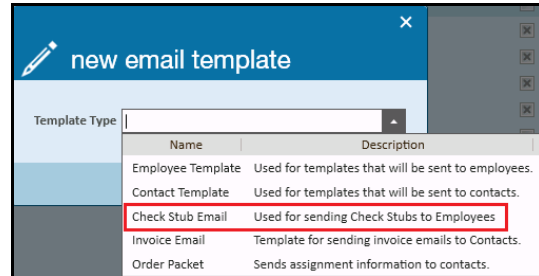 new email template
Template Type
Name Description
Employee Template Used for templates that will be sent to employees.
Contact Template Used for templates that will be sent to contacts.
Check Stub Email Used for sending Check Stubs to Employees
Invoice Email Template for sending invoice emails to Contacts.
Order Packet Sends assignment information to contacts.